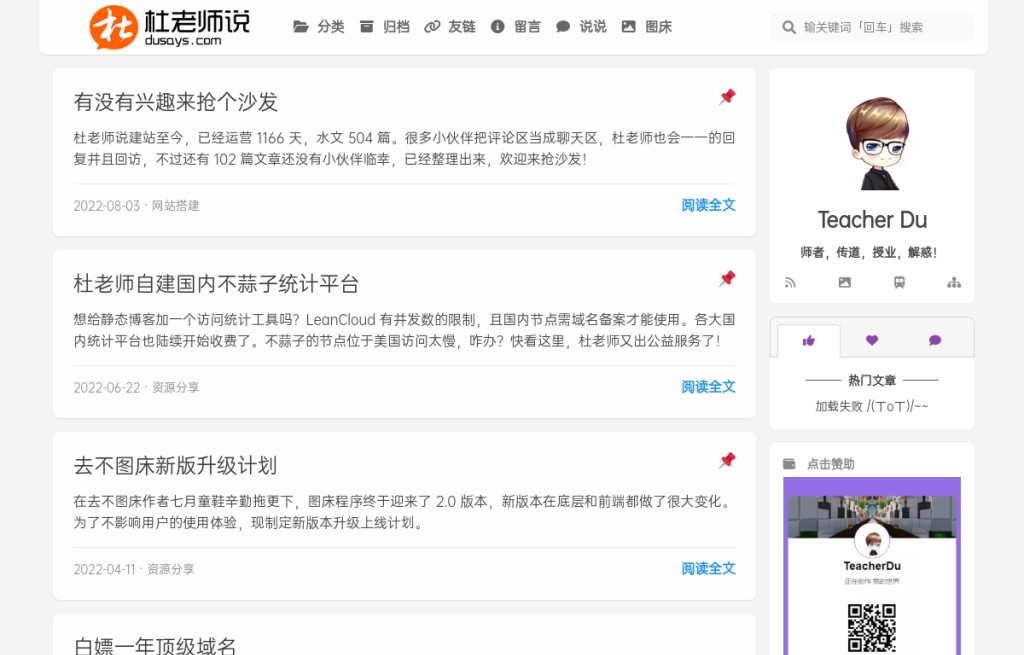 杜 杜老师说
dusays.com
分类 归档 友链 留言 说说 图床
输关键词「回车」搜索
有没有兴趣来抢个沙发
杜老师说建站至今，已经运营 1166 天，水文 504 篇。很多小伙伴把评论区当成聊天区，杜老师也会一一的回
复并且回访，不过还有 102 篇文章还没有小伙伴临幸，已经整理出来，欢迎来抢沙发！
2022-08-03 · 网站搭建
阅读全文
杜老师自建国内不蒜子统计平台
想给静态博客加一个访问统计工具吗？LeanCloud 有并发数的限制，且国内节点需域名备案才能使用。各大国
内统计平台也陆续开始收费了。不蒜子的节点位于美国访问太慢，咋办？快看这里，杜老师又出公益服务了！
2022-06-22 · 资源分享
阅读全文
去不图床新版升级计划
在去不图床作者七月童鞋辛勤拖更下，图床程序终于迎来了 2.0 版本，新版本在底层和前端都做了很大变化。
为了不影响用户的使用体验，现制定新版本升级上线计划。
2022-04-11 · 资源分享
阅读全文
白嫖一年顶级域名
Teacher Du
师者，传道，授业，解惑！
热门文章
加载失败 /(ㄒoㄒ)/~~
点击赞助
TeacherDu